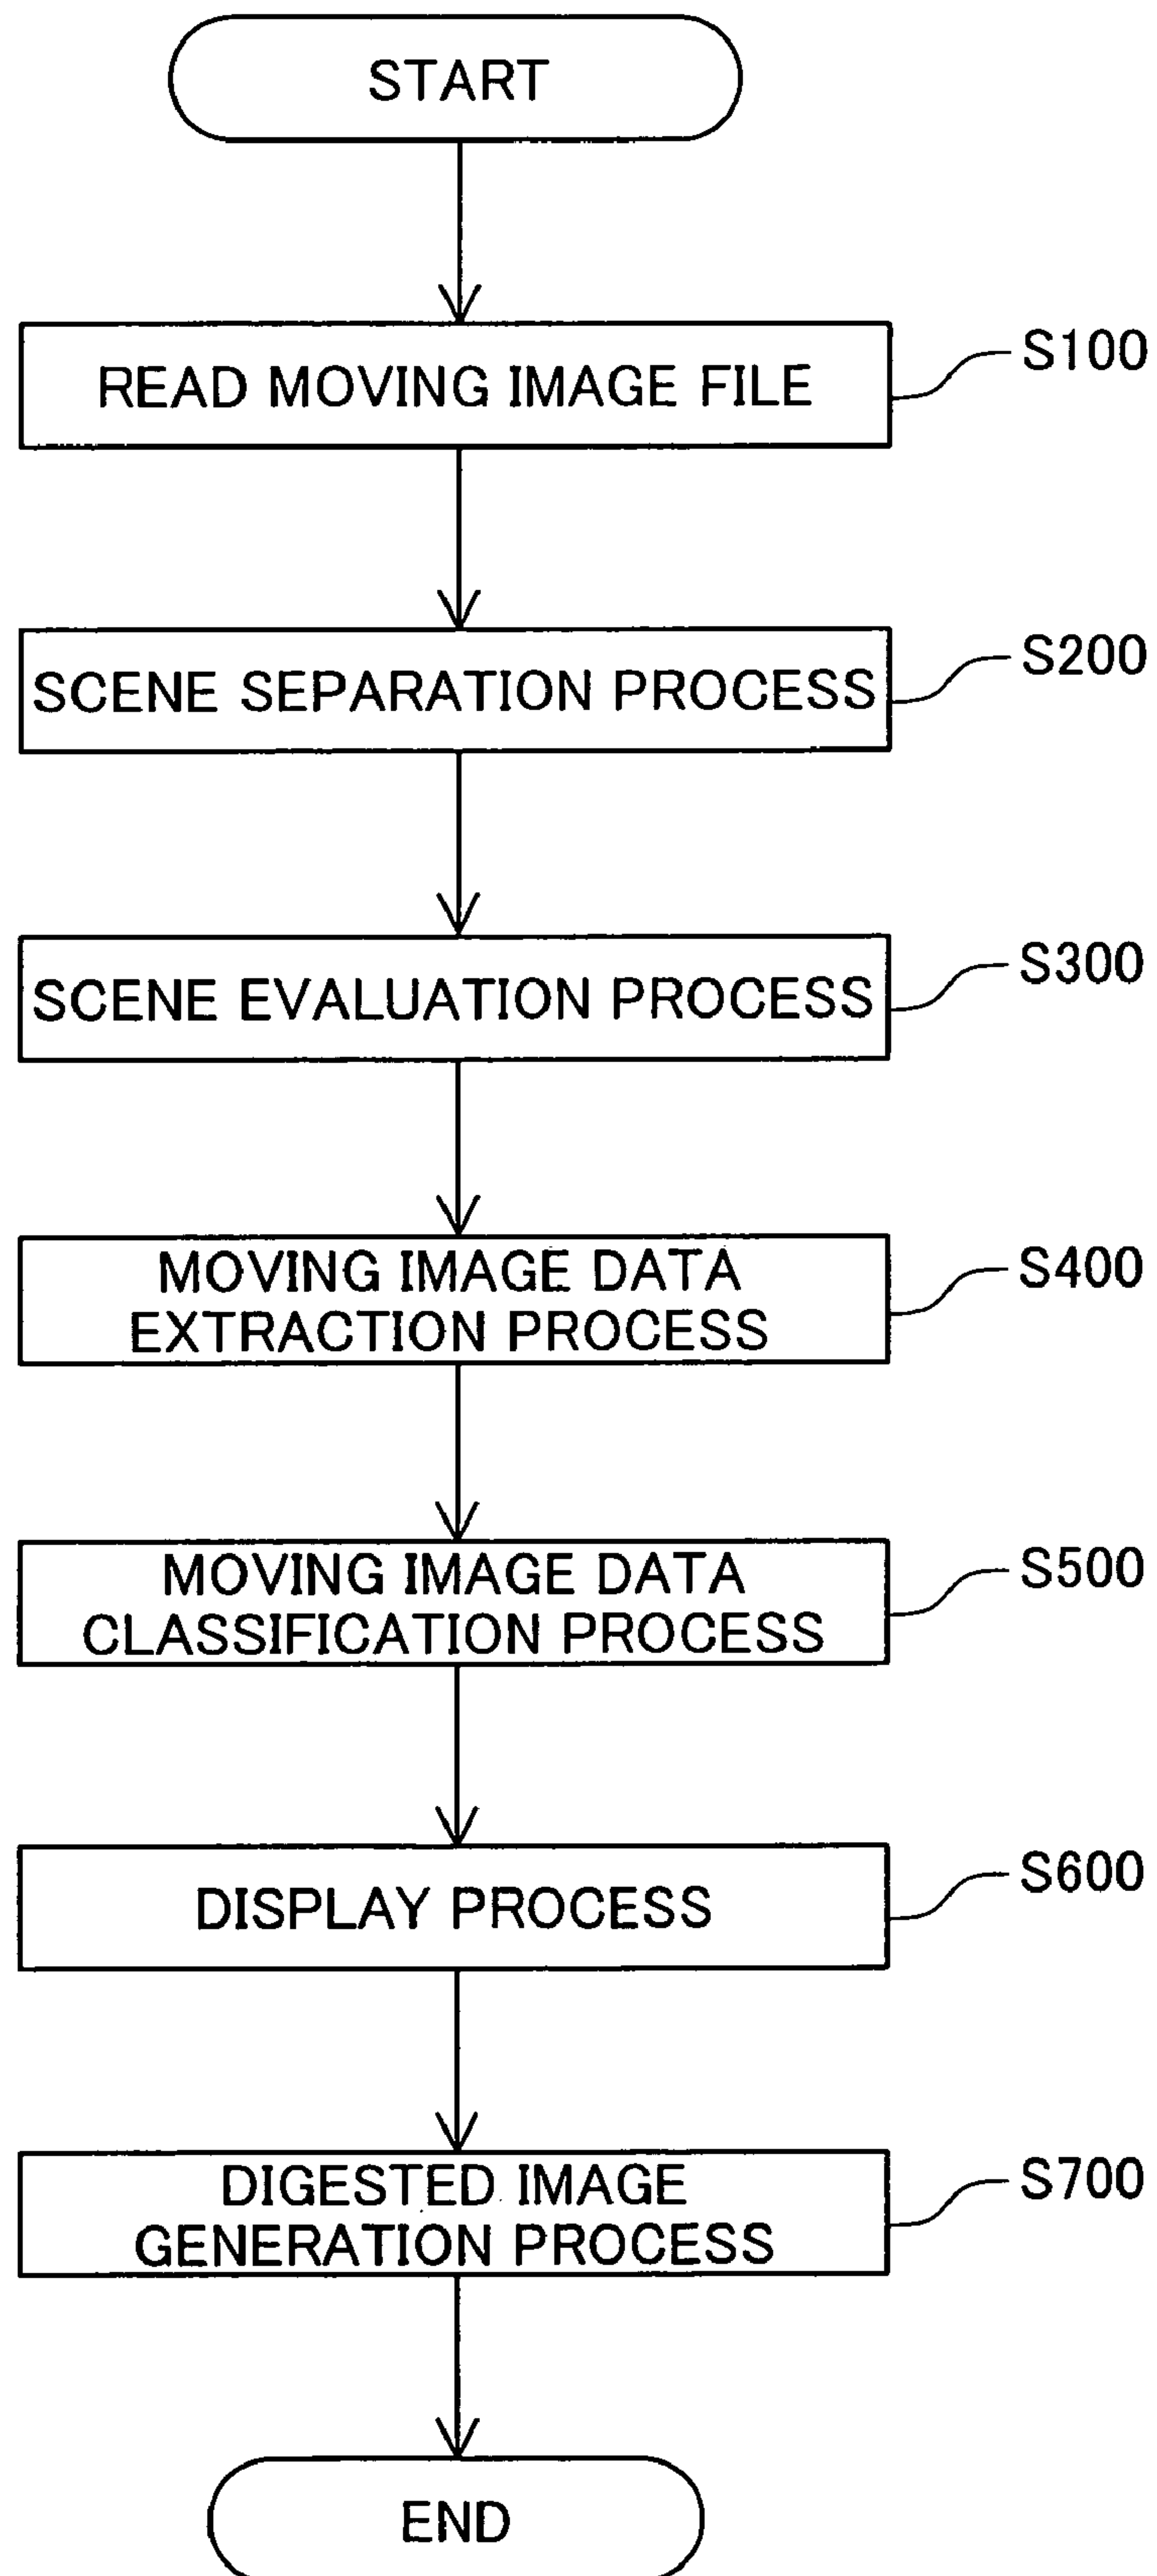 START
READ MOVING IMAGE FILE
S100
SCENE SEPARATION PROCESS
S200
SCENE EVALUATION PROCESS
S300
MOVING IMAGE DATA
EXTRACTION PROCESS
S400
MOVING IMAGE DATA
CLASSIFICATION PROCESS
S500
DISPLAY PROCESS
S600
DIGESTED IMAGE
GENERATION PROCESS
S700
END